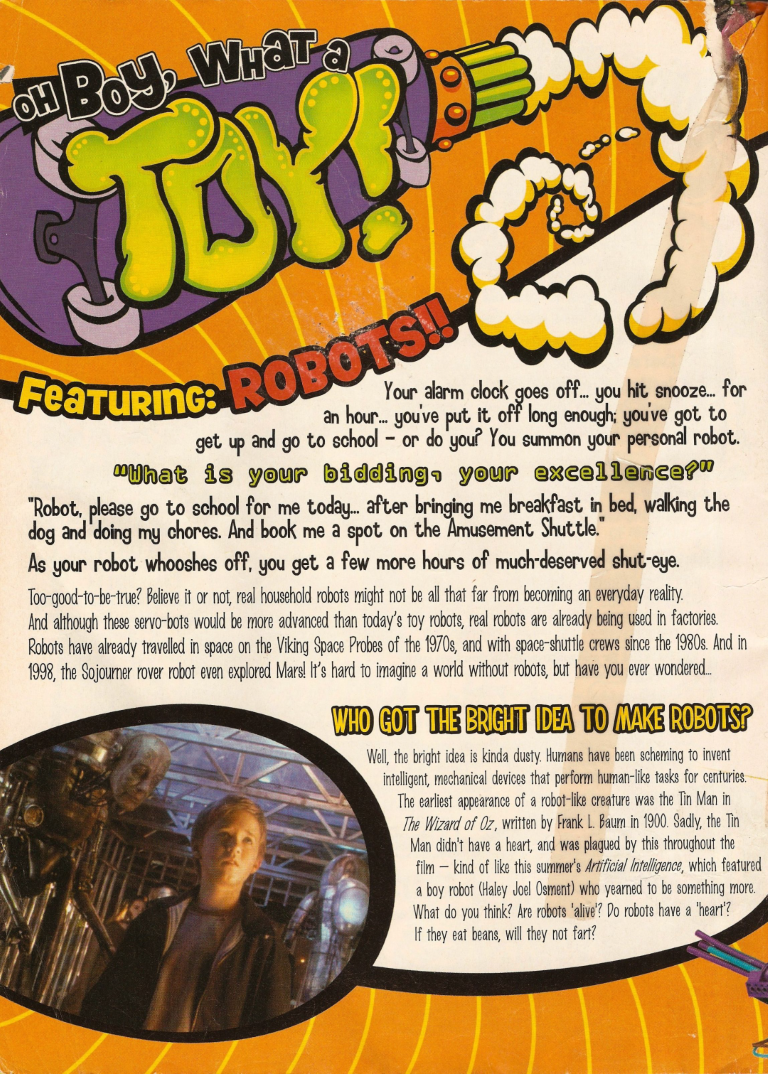 OH BOY, WHAT a
TOY!
FeaTURING: ROBOTS!!
Your alarm clock goes off... you hit snooze... for
an hour... you've put it off long enough; you've got to
get up and go to school – or do you? You summon your personal robot.
"What is your bidding, your excellence?"
"Robot, please go to school for me today... after bringing me breakfast in bed, walking the
dog and doing my chores. And book me a spot on the Amusement Shuttle."
As your robot whooshes off, you get a few more hours of much-deserved shut-eye.
Too-good-to-be-true? Believe it or not, real household robots might not be all that far from becoming an everyday reality.
And although these servo-bots would be more advanced than today's toy robots, real robots are already being used in factories.
Robots have already travelled in space on the Viking Space Probes of the 1970s, and with space-shuttle crews since the 1980s. And in
1998, the Sojourner rover robot even explored Mars! It's hard to imagine a world without robots, but have you ever wondered...
WHO GOT THE BRIGHT IDEA TO MAKE ROBOTS?
Well, the bright idea is kinda dusty. Humans have been scheming to invent
intelligent, mechanical devices that perform human-like tasks for centuries.
The earliest appearance of a robot-like creature was the Tin Man in
The Wizard of Oz, written by Frank L. Baum in 1900. Sadly, the Tin
Man didn't have a heart, and was plagued by this throughout the
film – kind of like this summer's Artificial Intelligence, which featured
a boy robot (Haley Joel Osment) who yearned to be something more.
What do you think? Are robots 'alive'? Do robots have a 'heart'?
If they eat beans, will they not fart?